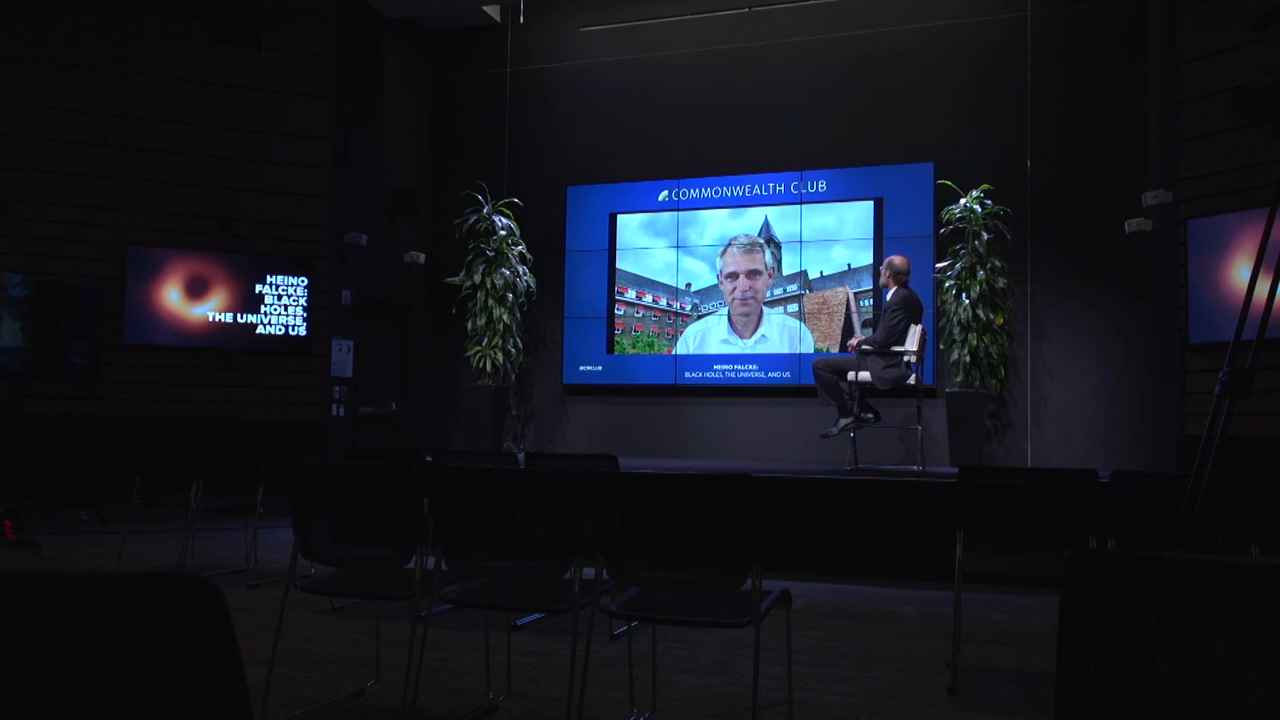 COMMONWEALTH CLUB
HEINO
FALCKE:
BLACK
HOLES,
THE UNIVERSE,
AND US
@CWCLUB
HEINO FALCKE:
BLACK HOLES, THE UNIVERSE, AND US